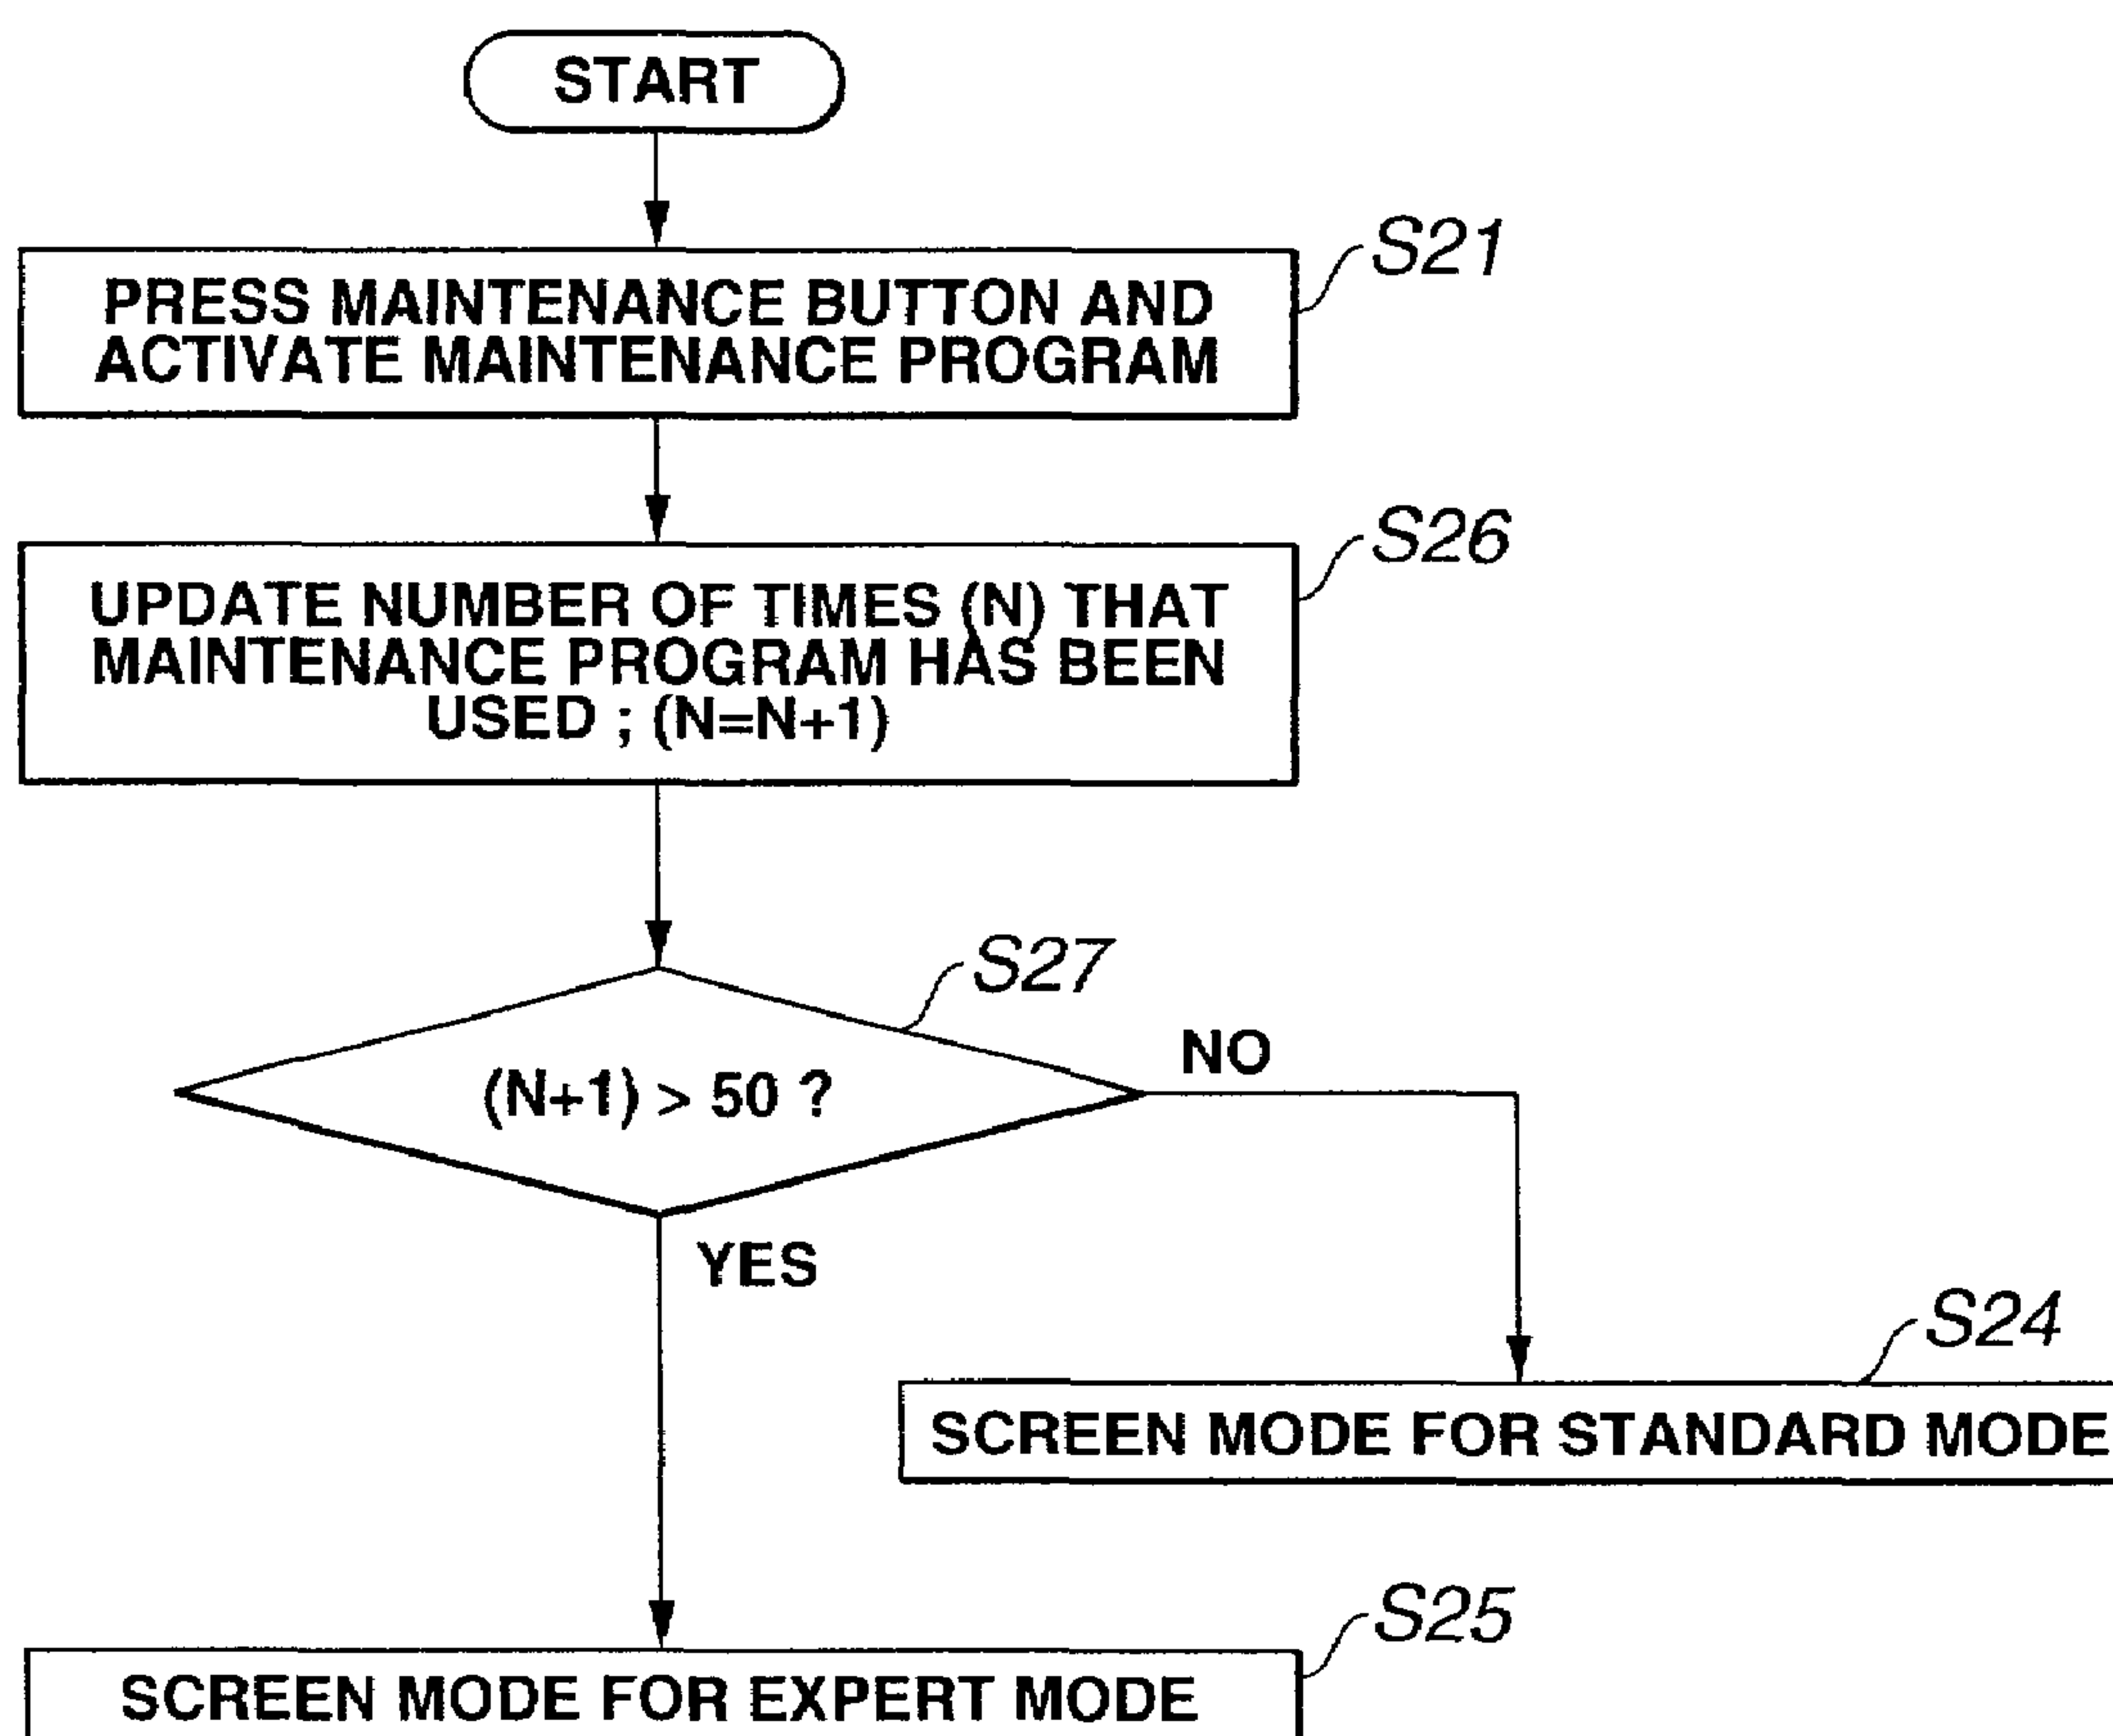 START
S21
PRESS MAINTENANCE BUTTON AND
ACTIVATE MAINTENANCE PROGRAM
S26
UPDATE NUMBER OF TIMES (N) THAT
MAINTENANCE PROGRAM HAS BEEN
USED ; (N=N+1)
S27
(N+1) > 50 ?
NO
YES
S24
SCREEN MODE FOR STANDARD MODE
S25
SCREEN MODE FOR EXPERT MODE